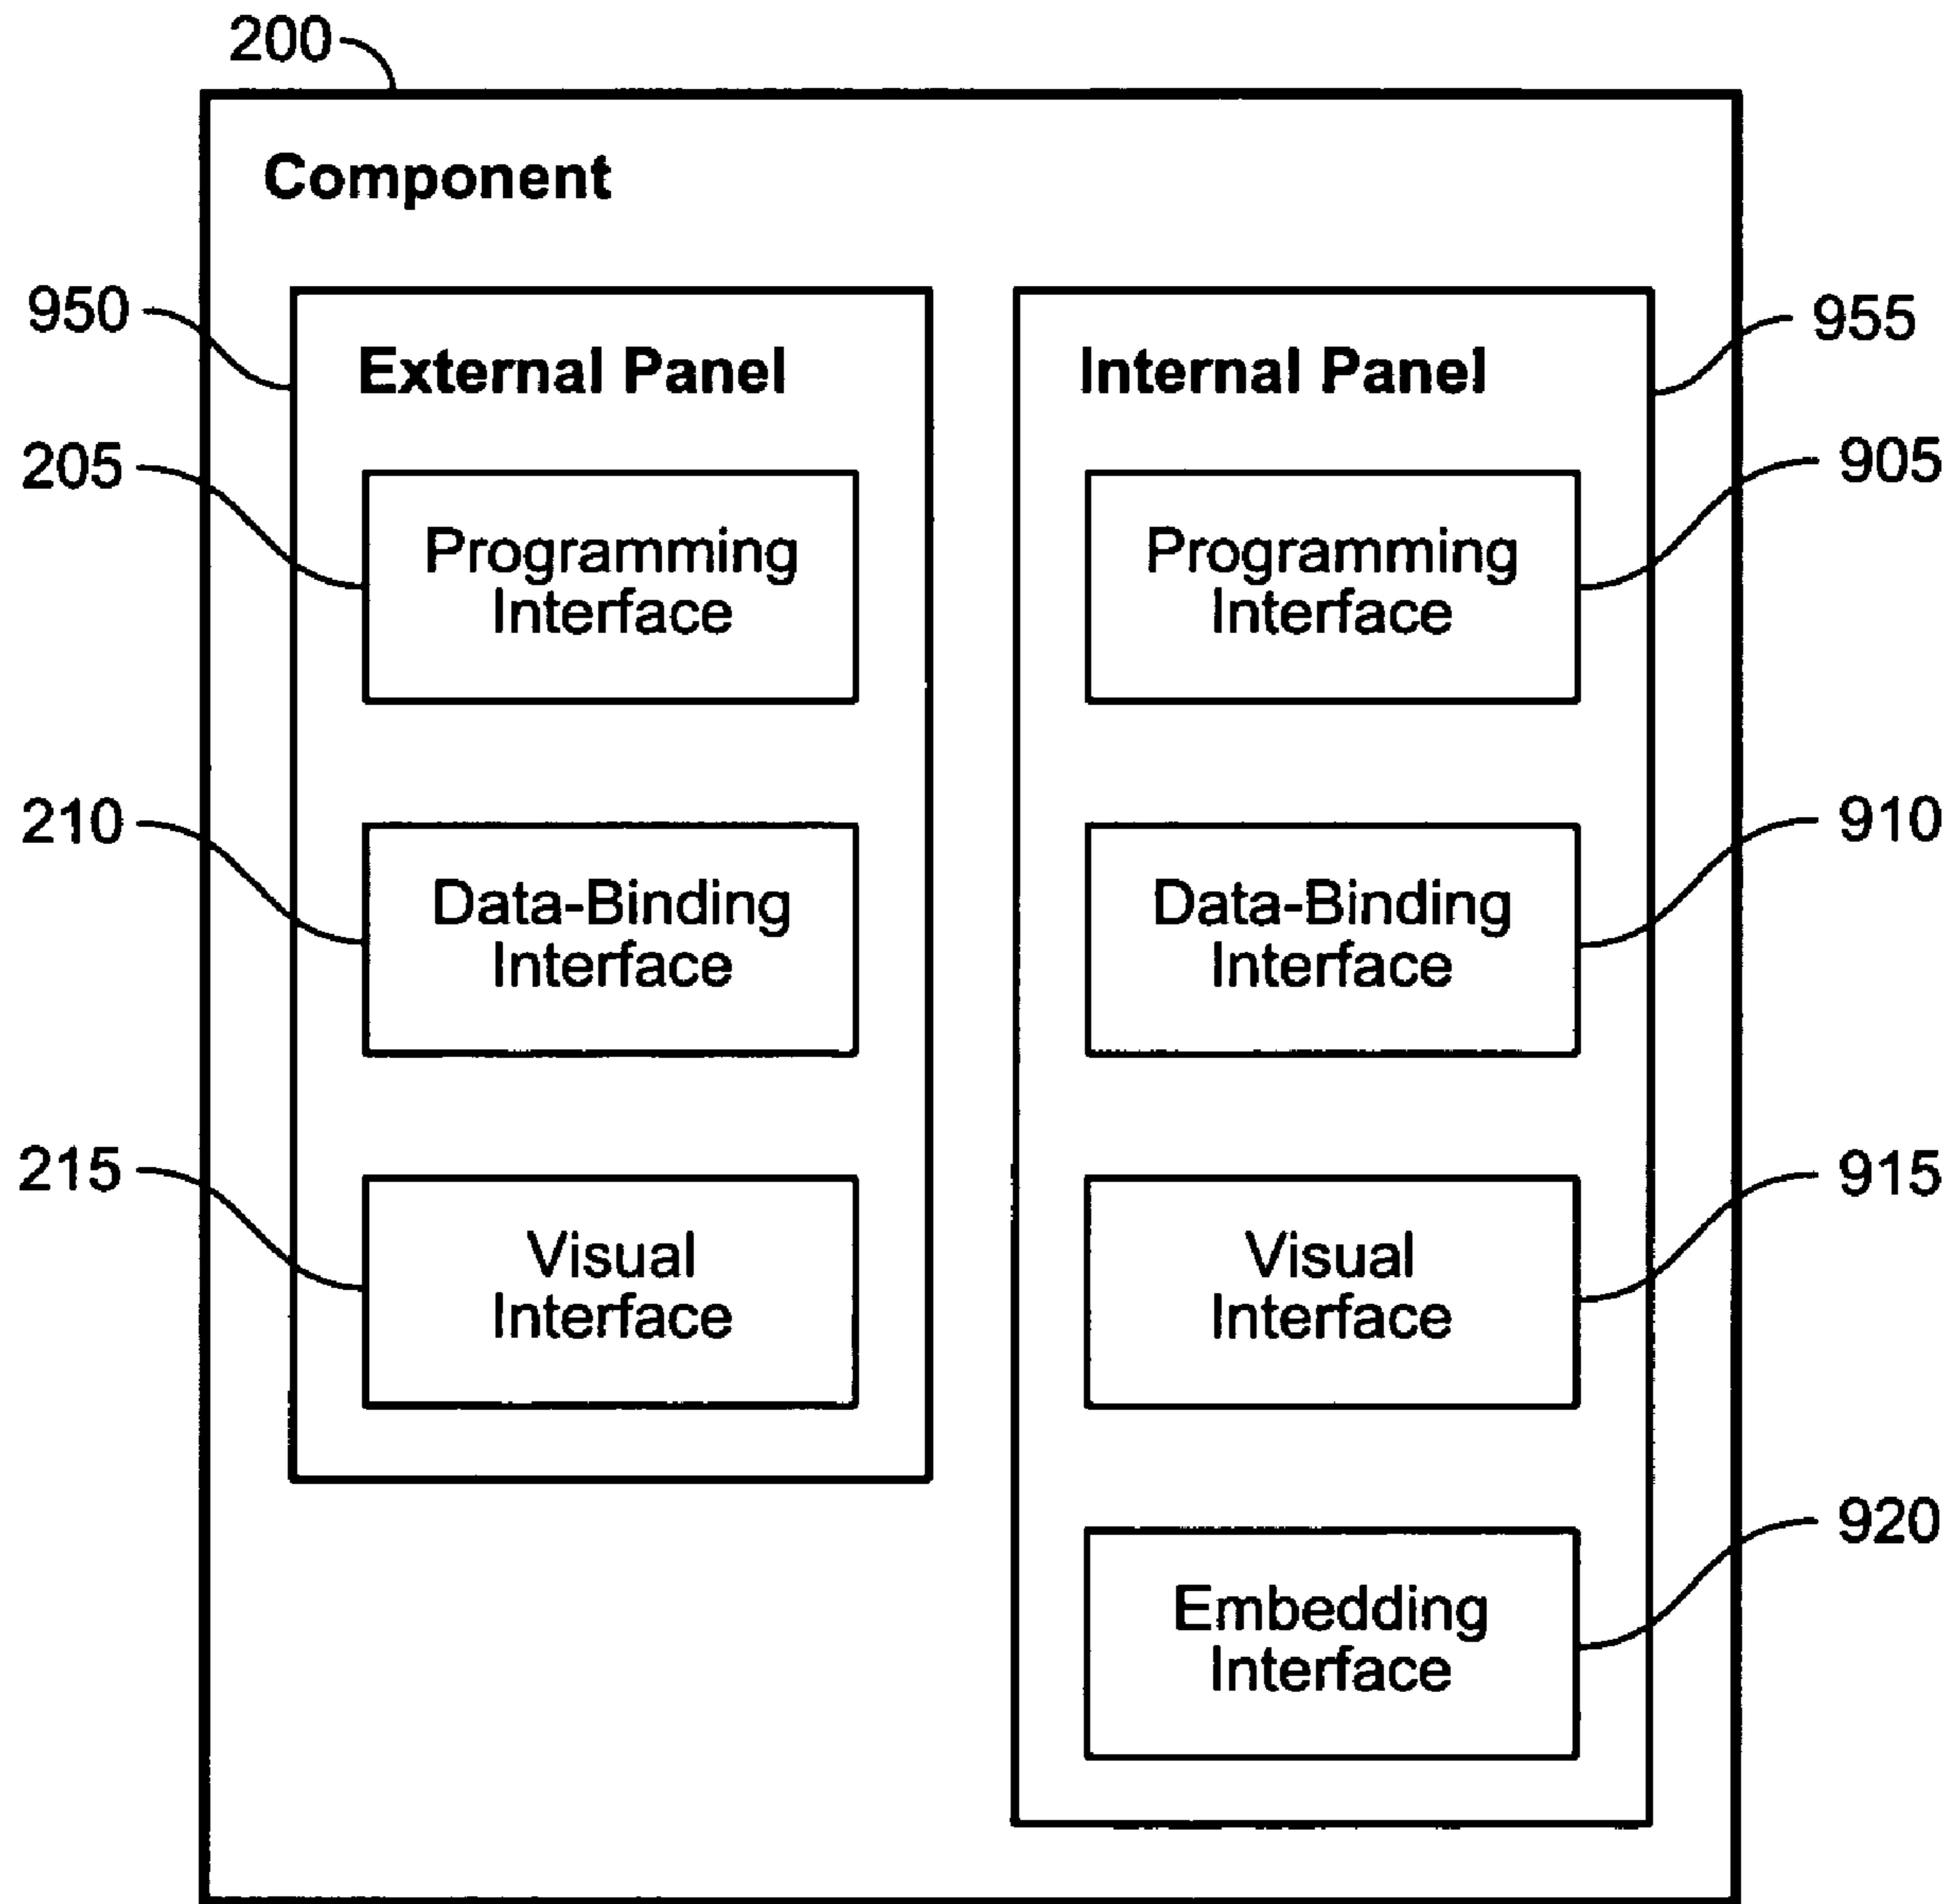 200
Component
950
External Panel
205
Programming
Interface
210
Data-Binding
Interface
215
Visual
Interface
Internal Panel
955
Programming
Interface
905
Data-Binding
Interface
910
Visual
Interface
915
Embedding
Interface
920